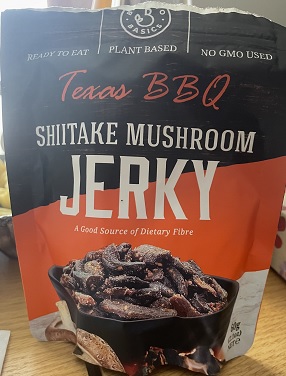 BASICS
READY TO EAT PLANT BASED NO GMO USED
Texas BBQ
SHIITAKE MUSHROOM
JERKY
A Good Source of Dietary Fibre